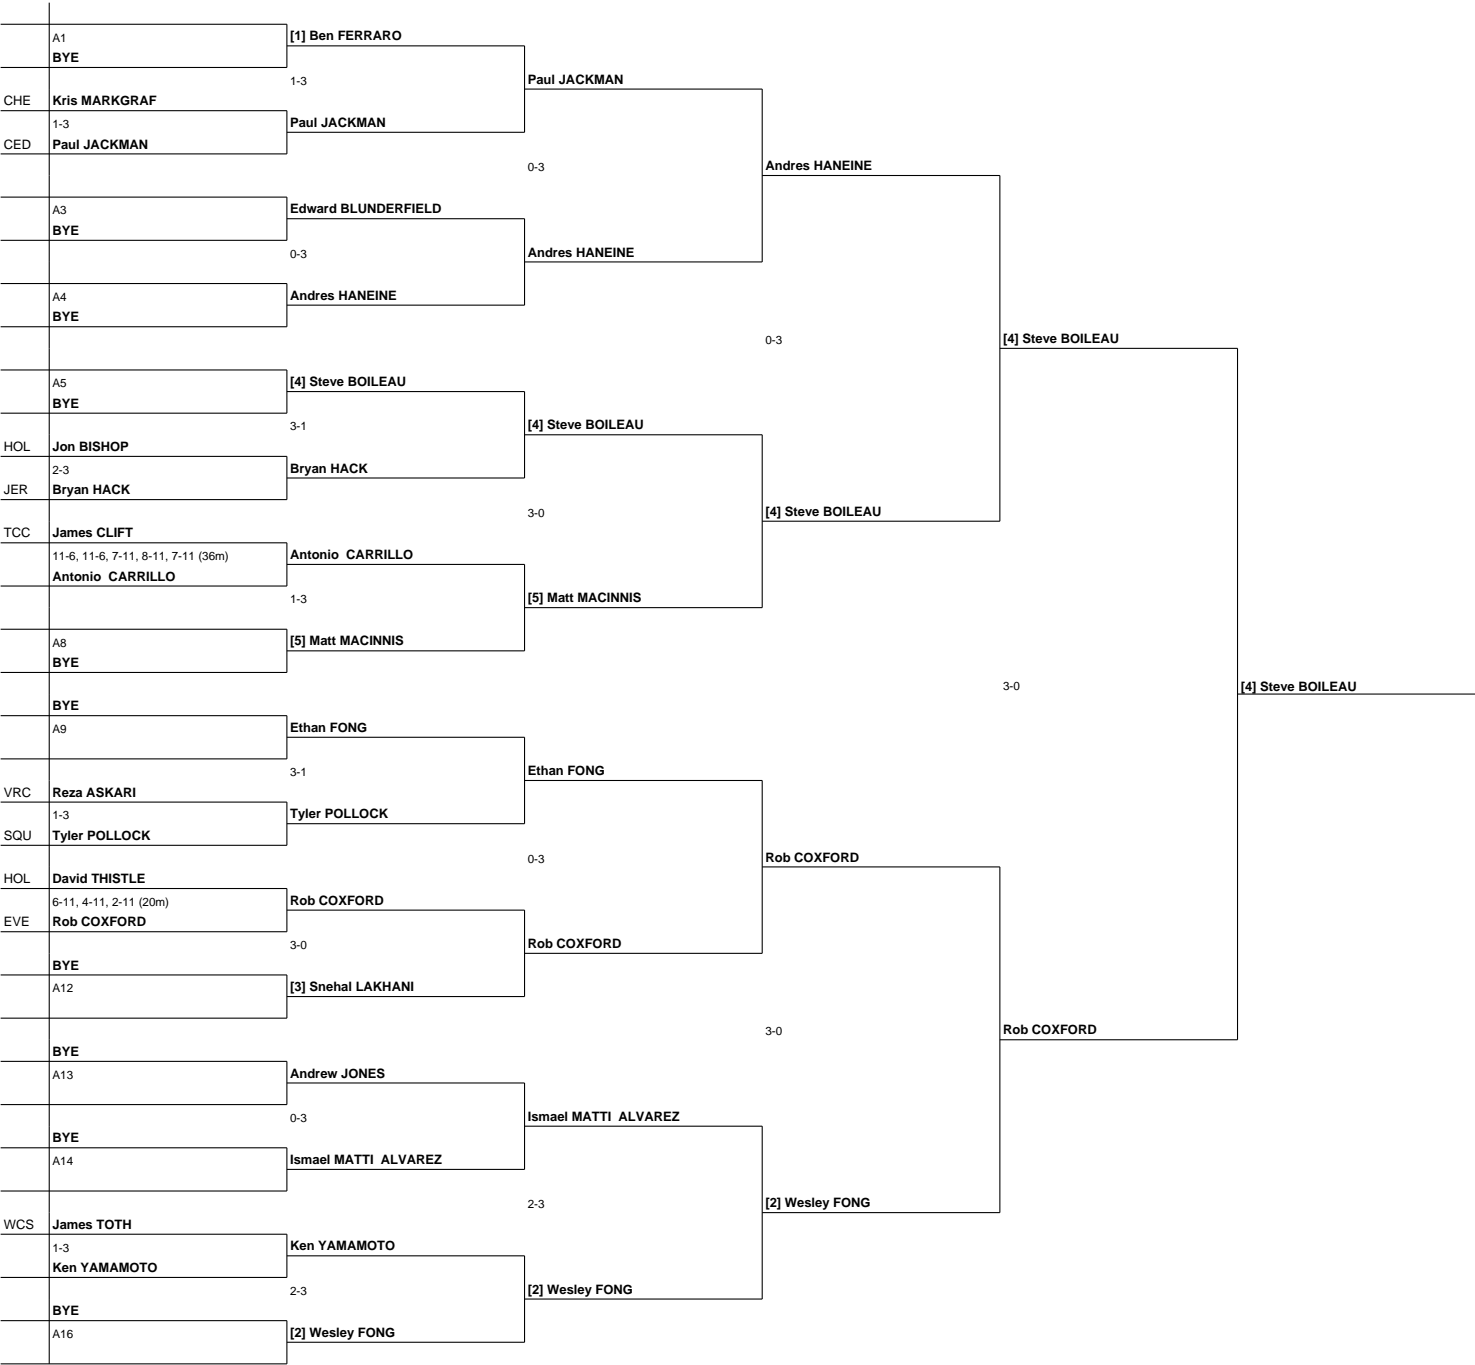 A1
BYE
[1] Ben FERRARO
1-3
Paul JACKMAN
CHE Kris MARKGRAF
1-3
CED Paul JACKMAN
Paul JACKMAN
0-3
Andres HANEINE
A3
BYE
Edward BLUNDERFIELD
0-3
Andres HANEINE
A4
BYE
Andres HANEINE
0-3
[4] Steve BOILEAU
A5
BYE
[4] Steve BOILEAU
3-1
[4] Steve BOILEAU
HOL Jon BISHOP
2-3
JER Bryan HACK
Bryan HACK
3-0
[4] Steve BOILEAU
TCC James CLIFT
11-6, 11-6, 7-11, 8-11, 7-11 (36m)
Antonio CARRILLO
Antonio CARRILLO
1-3
[5] Matt MACINNIS
A8
BYE
[5] Matt MACINNIS
3-0
[4] Steve BOILEAU
BYE
A9
Ethan FONG
3-1
Ethan FONG
VRC Reza ASKARI
1-3
SQU Tyler POLLOCK
Tyler POLLOCK
0-3
Rob COXFORD
HOL David THISTLE
6-11, 4-11, 2-11 (20m)
EVE Rob COXFORD
Rob COXFORD
3-0
Rob COXFORD
BYE
A12
[3] Snehal LAKHANI
3-0
Rob COXFORD
BYE
A13
Andrew JONES
0-3
Ismael MATTI ALVAREZ
BYE
A14
Ismael MATTI ALVAREZ
2-3
[2] Wesley FONG
WCS James TOTH
1-3
Ken YAMAMOTO
Ken YAMAMOTO
2-3
[2] Wesley FONG
BYE
A16
[2] Wesley FONG